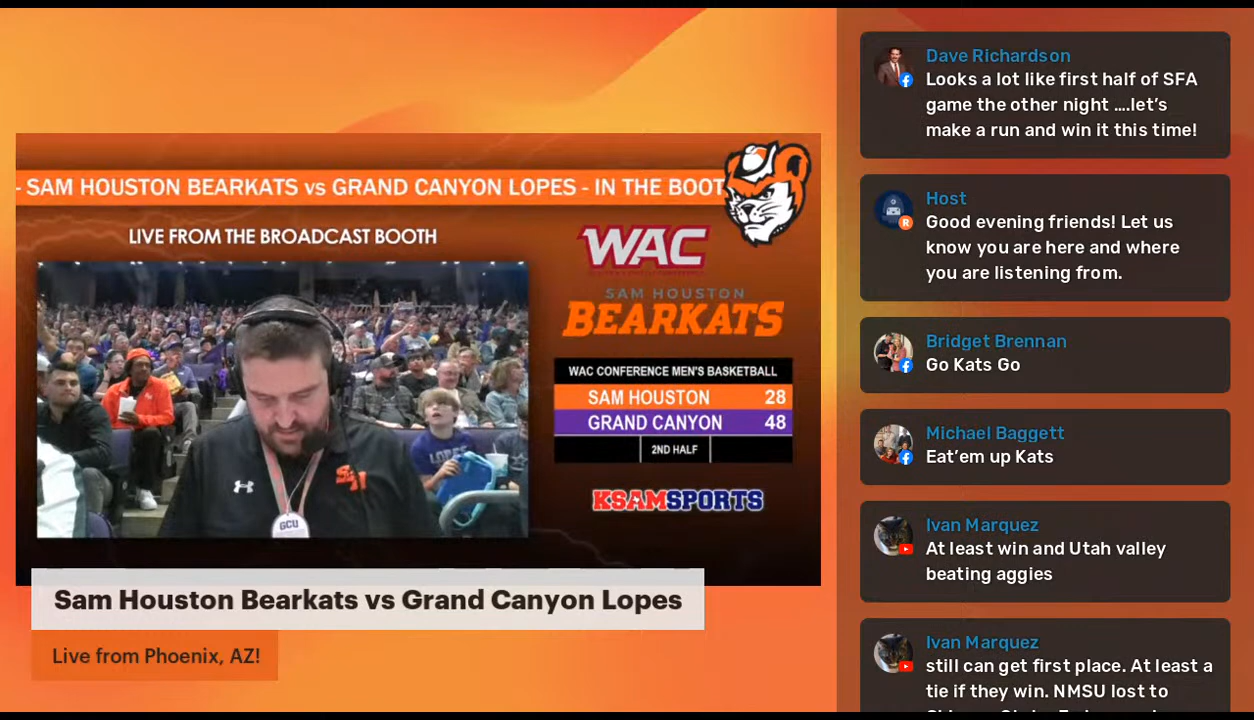 - SAM HOUSTON BEARKATS vs GRAND CANYON LOPES - IN THE BOOT
LIVE FROM THE BROADCAST BOOTH
WAC
SAM HOUSTON
BEARKATS
WAC CONFERENCE MEN'S BASKETBALL
SAM HOUSTON 28
GRAND CANYON 48
2ND HALF
KSAMSPORTS
LOPES
SH
GCU
Sam Houston Bearkats vs Grand Canyon Lopes
Live from Phoenix, AZ!
Dave Richardson
Looks a lot like first half of SFA
game the other night ....let's
make a run and win it this time!
Host
Good evening friends! Let us
know you are here and where
you are listening from.
Bridget Brennan
Go Kats Go
Michael Baggett
Eat'em up Kats
Ivan Marquez
At least win and Utah valley
beating aggies
Ivan Marquez
still can get first place. At least a
tie if they win. NMSU lost to